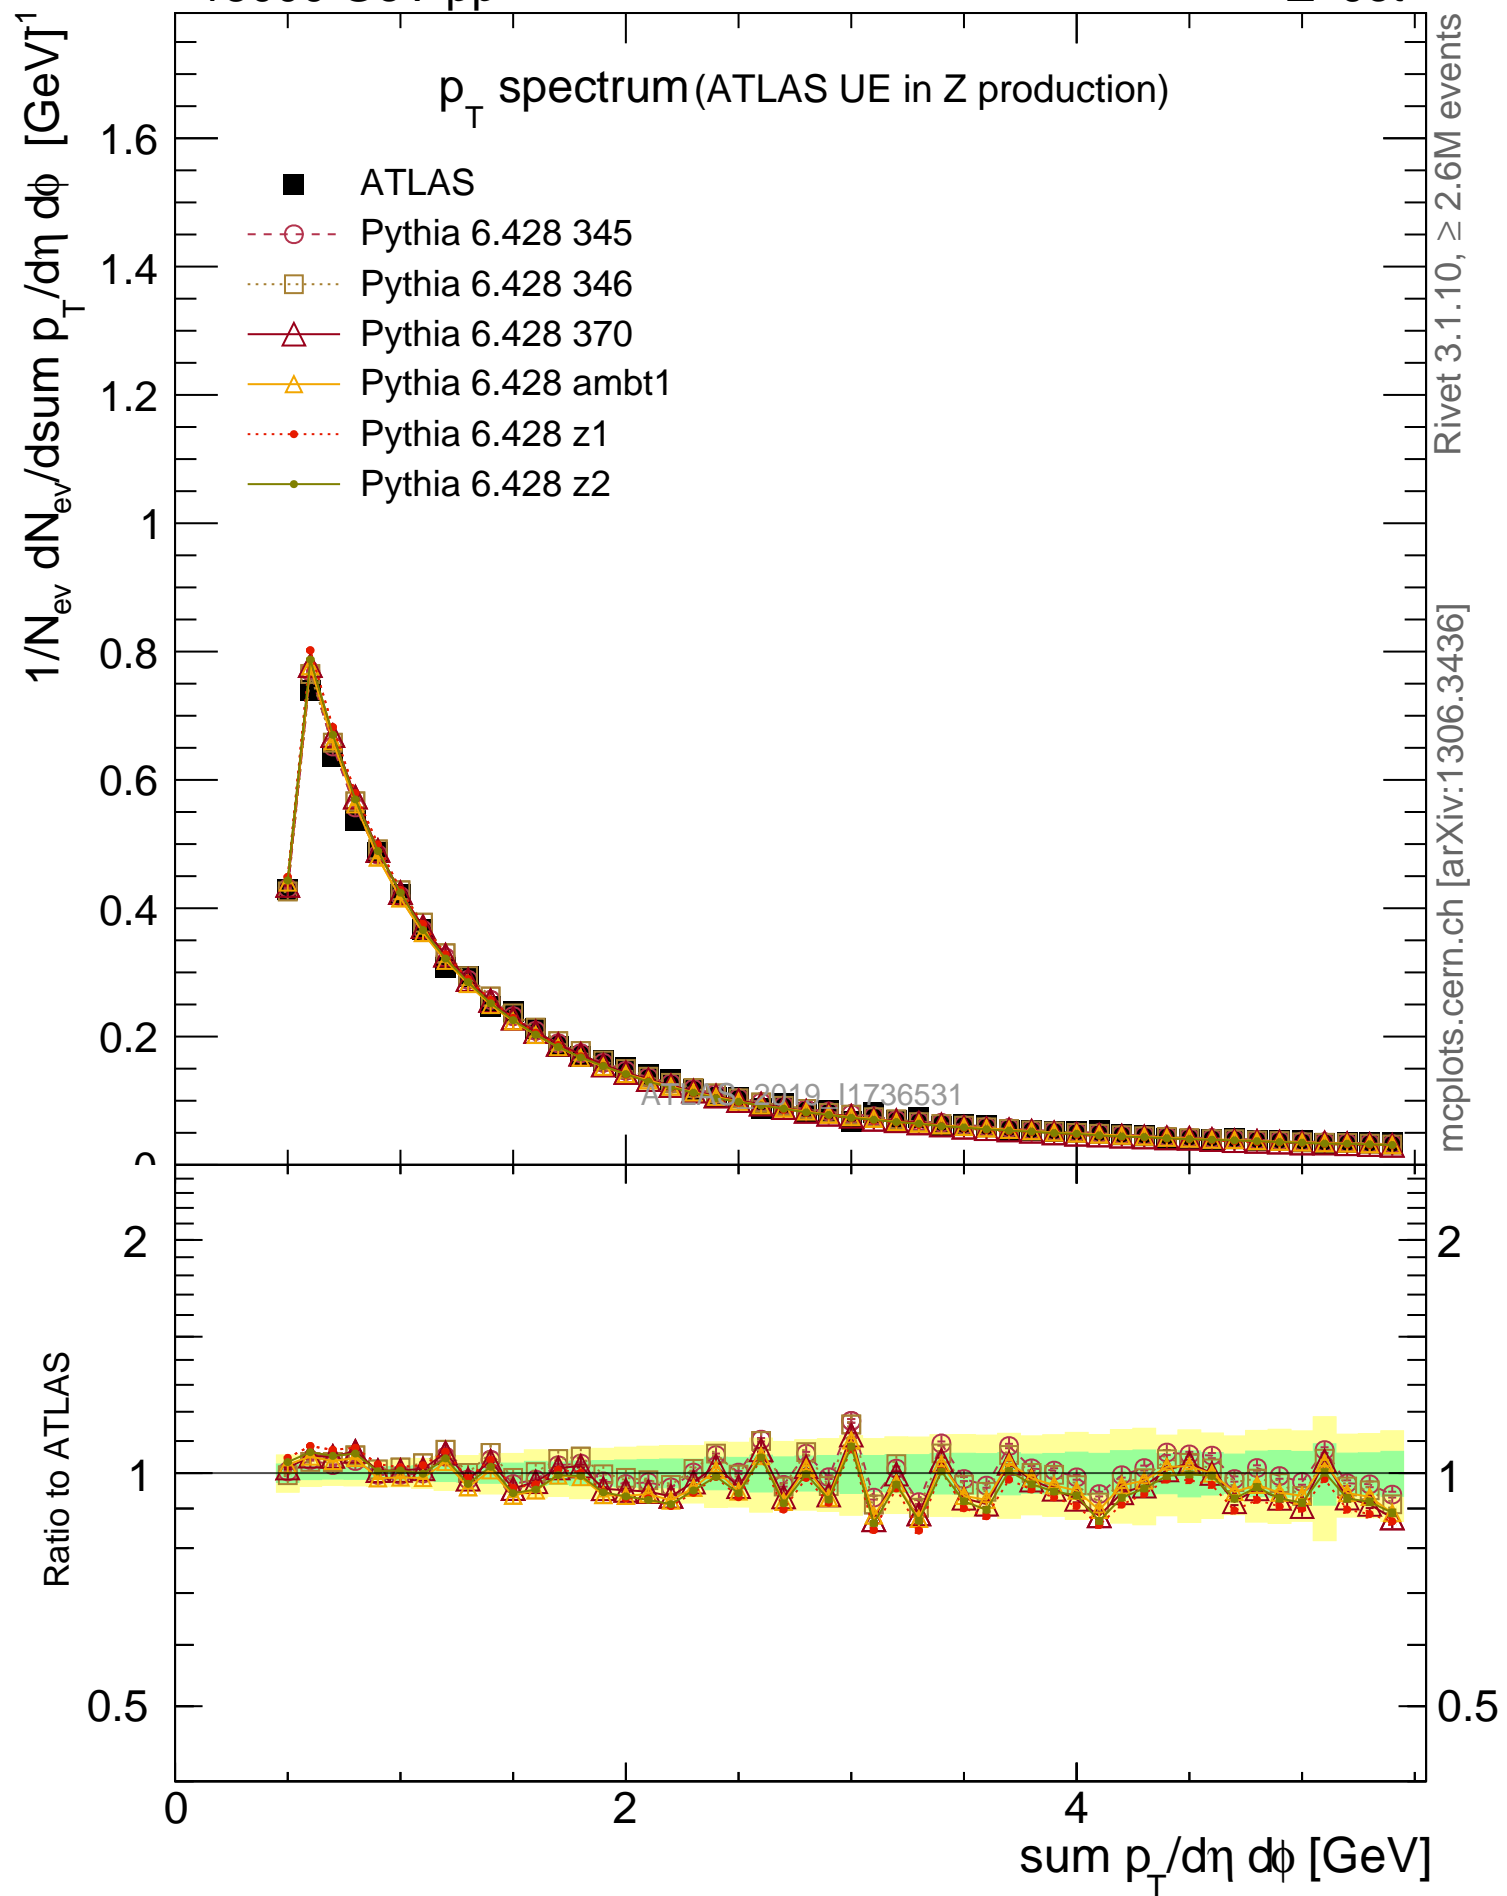 p_T spectrum (ATLAS UE in Z production)
1/N_ev dN_ev/dsum p_T/dη dϕ [GeV]^-1
ATLAS
Pythia 6.428 345
Pythia 6.428 346
Pythia 6.428 370
Pythia 6.428 ambt1
Pythia 6.428 z1
Pythia 6.428 z2
1.6
1.4
1.2
1
0.8
0.6
0.4
0.2
0
ATLAS_2019_I1736531
Rivet 3.1.10, ≥ 2.6M events
mcplots.cern.ch [arXiv:1306.3436]
Ratio to ATLAS
2
1
0.5
2
1
0.5
0
2
4
sum p_T/dη dϕ [GeV]